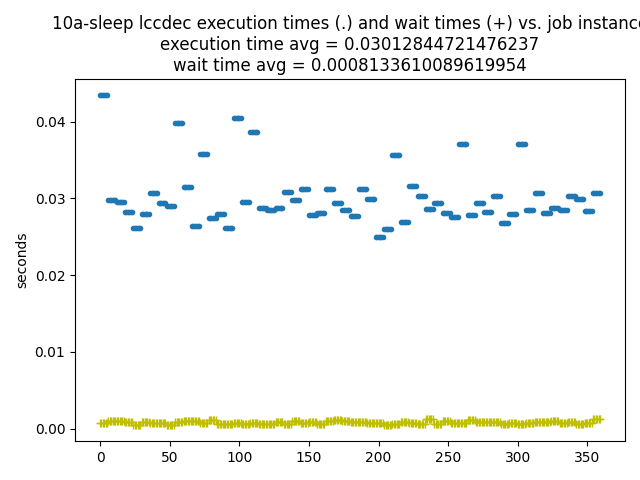 10a-sleep lccdec execution times (.) and wait times (+) vs. job instance
execution time avg = 0.03012844721476237
wait time avg = 0.0008133610089619954
0.04
0.03
0.02
0.01
0.00
seconds
0 50 100 150 200 250 300 350